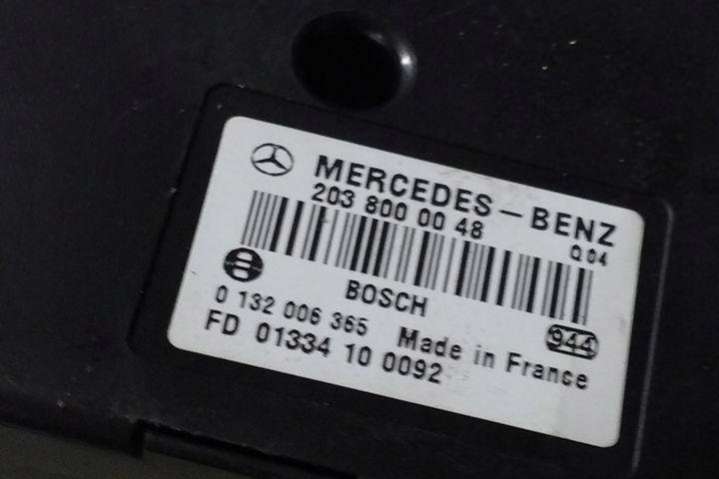 MERCEDES-BENZ
203 800 00 48
Q 04
BOSCH
944
0 132 006 365
Made in France
FD 01334 10 0092